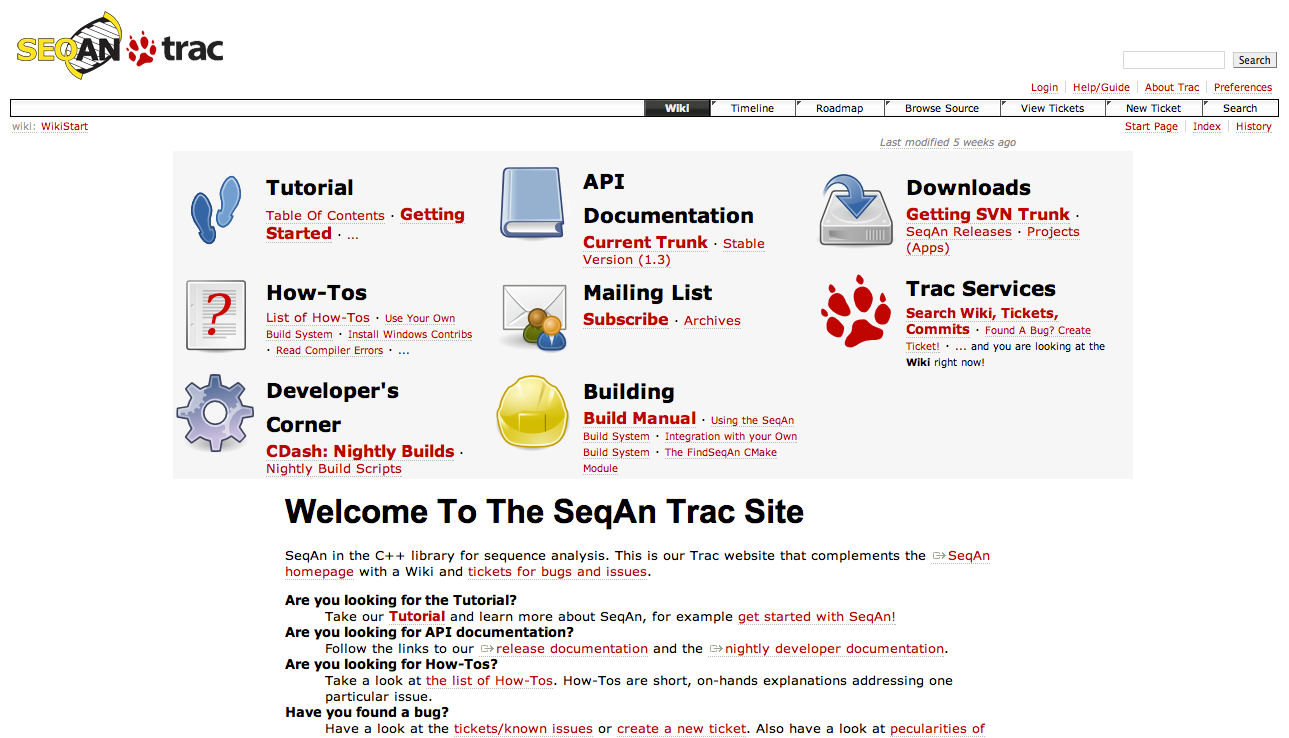 SEQAN trac
Search
Login Help/Guide About Trac Preferences
Wiki Timeline Roadmap Browse Source View Tickets New Ticket Search
wiki: WikiStart
Start Page Index History
Last modified 5 weeks ago
Tutorial
Table Of Contents · Getting
Started · ...
API
Documentation
Current Trunk · Stable
Version (1.3)
Downloads
Getting SVN Trunk ·
SeqAn Releases · Projects
(Apps)
?
How-Tos
List of How-Tos · Use Your Own
Build System · Install Windows Contribs
· Read Compiler Errors · ...
Mailing List
Subscribe · Archives
Trac Services
Search Wiki, Tickets,
Commits · Found A Bug? Create
Ticket! · ... and you are looking at the
Wiki right now!
Developer's
Corner
CDash: Nightly Builds ·
Nightly Build Scripts
Building
Build Manual · Using the SeqAn
Build System · Integration with your Own
Build System · The FindSeqAn CMake
Module
Welcome To The SeqAn Trac Site
SeqAn in the C++ library for sequence analysis. This is our Trac website that complements the SeqAn
homepage with a Wiki and tickets for bugs and issues.
Are you looking for the Tutorial?
Take our Tutorial and learn more about SeqAn, for example get started with SeqAn!
Are you looking for API documentation?
Follow the links to our release documentation and the nightly developer documentation.
Are you looking for How-Tos?
Take a look at the list of How-Tos. How-Tos are short, on-hands explanations addressing one
particular issue.
Have you found a bug?
Have a look at the tickets/known issues or create a new ticket. Also have a look at pecularities of